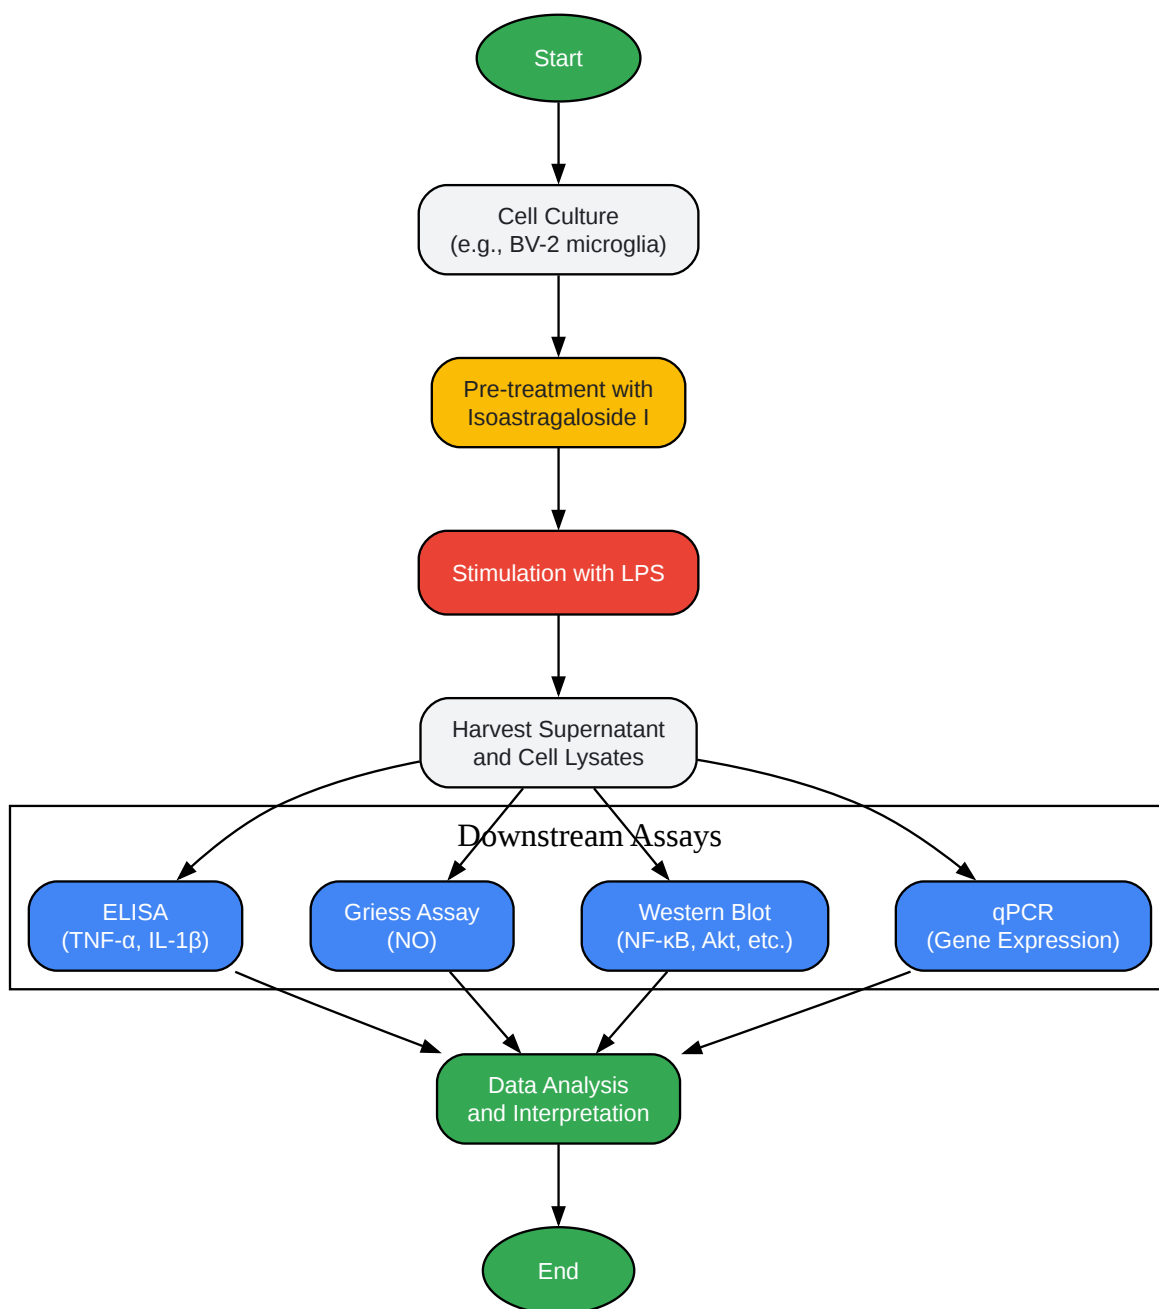 Start
Cell Culture
(e.g., BV-2 microglia)
Pre-treatment with
Isoastragaloside I
Stimulation with LPS
Harvest Supernatant
and Cell Lysates
Downstream Assays
ELISA
(TNF-α, IL-1β)
Griess Assay
(NO)
Western Blot
(NF-κB, Akt, etc.)
qPCR
(Gene Expression)
Data Analysis
and Interpretation
End